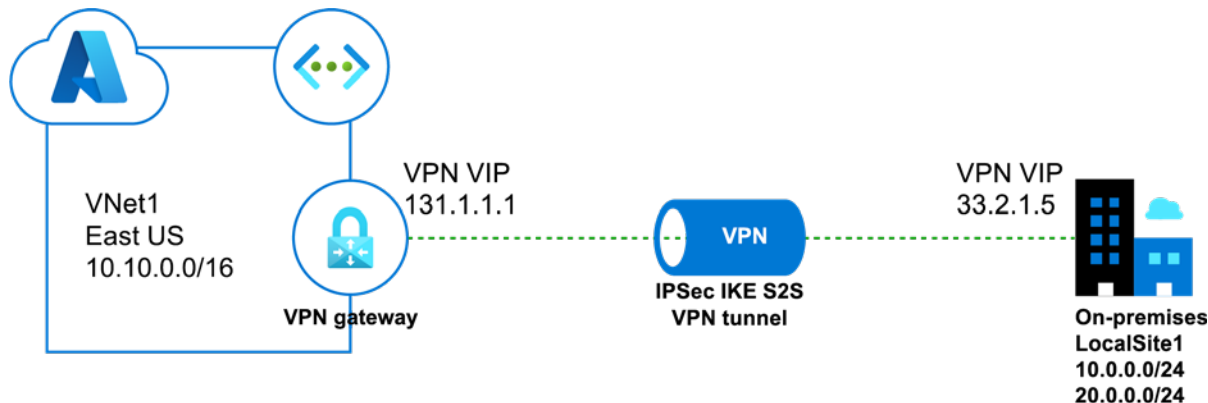 VNet1
East US
10.10.0.0/16
VPN VIP
131.1.1.1
VPN gateway
VPN
IPSec IKE S2S
VPN tunnel
VPN VIP
33.2.1.5
On-premises
LocalSite1
10.0.0.0/24
20.0.0.0/24